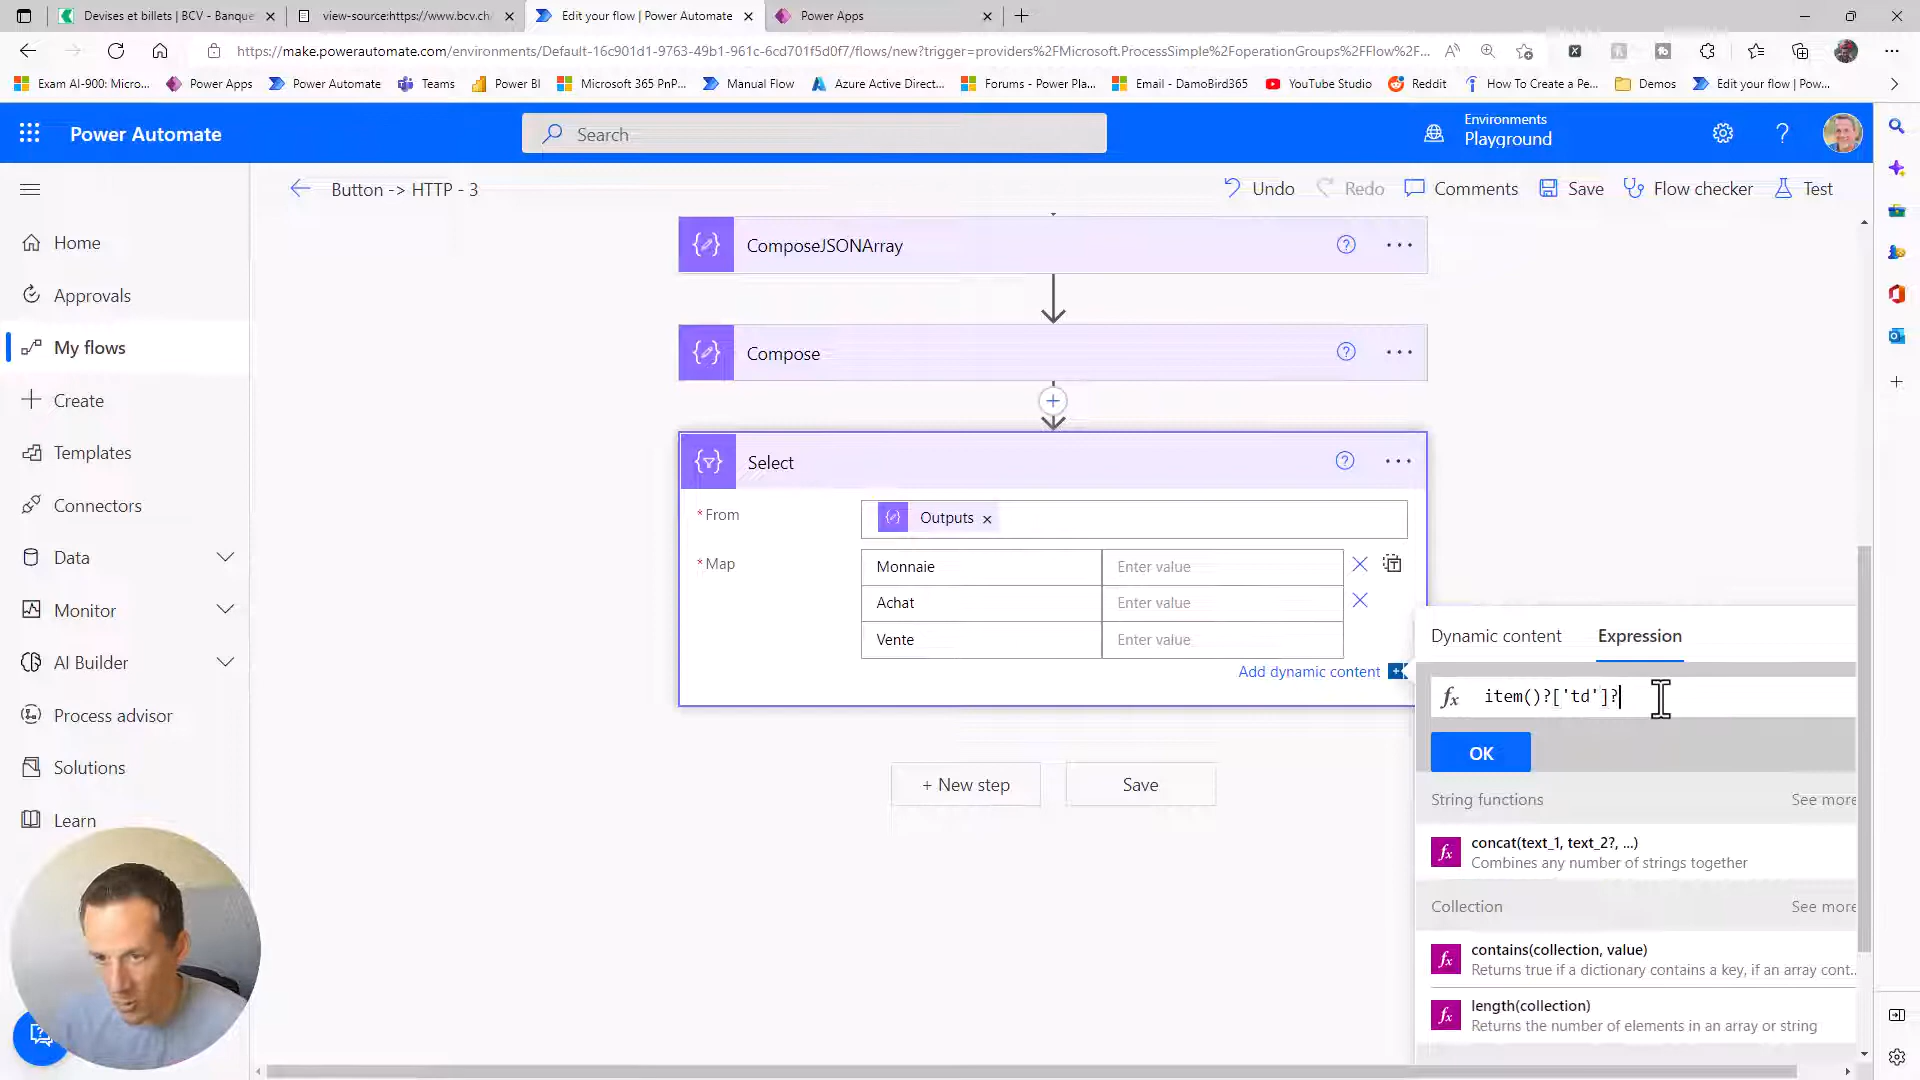 Devises et billets | BCV - Banque
view-source:https://www.bcv.ch
Edit your flow | Power Automate
Power Apps
https://make.powerautomate.com/environments/Default-16c901d1-9763-49b1-961c-6cd701f5d0f7/flows/new?trigger=providers%2FMicrosoft.ProcessSimple%2FoperationGroups%2FFlow%2F...
Exam AI-900: Micro...
Power Apps
Power Automate
Teams
Power BI
Microsoft 365 PnP...
Manual Flow
Azure Active Direct...
Forums - Power Pla...
Email - DamoBird365
YouTube Studio
Reddit
How To Create a Pe...
Demos
Edit your flow | Pow...
Power Automate
Search
Environments
Playground
Button -> HTTP - 3
Undo
Redo
Comments
Save
Flow checker
Test
Home
Approvals
My flows
Create
Templates
Connectors
Data
Monitor
AI Builder
Process advisor
Solutions
Learn
ComposeJSONArray
Compose
Select
* From
Outputs
* Map
Monnaie
Enter value
Achat
Enter value
Vente
Enter value
Add dynamic content
+ New step
Save
Dynamic content
Expression
fx item()?['td']?
OK
String functions
See more
fx concat(text_1, text_2?, ...)
Combines any number of strings together
Collection
See more
fx contains(collection, value)
Returns true if a dictionary contains a key, if an array cont...
fx length(collection)
Returns the number of elements in an array or string